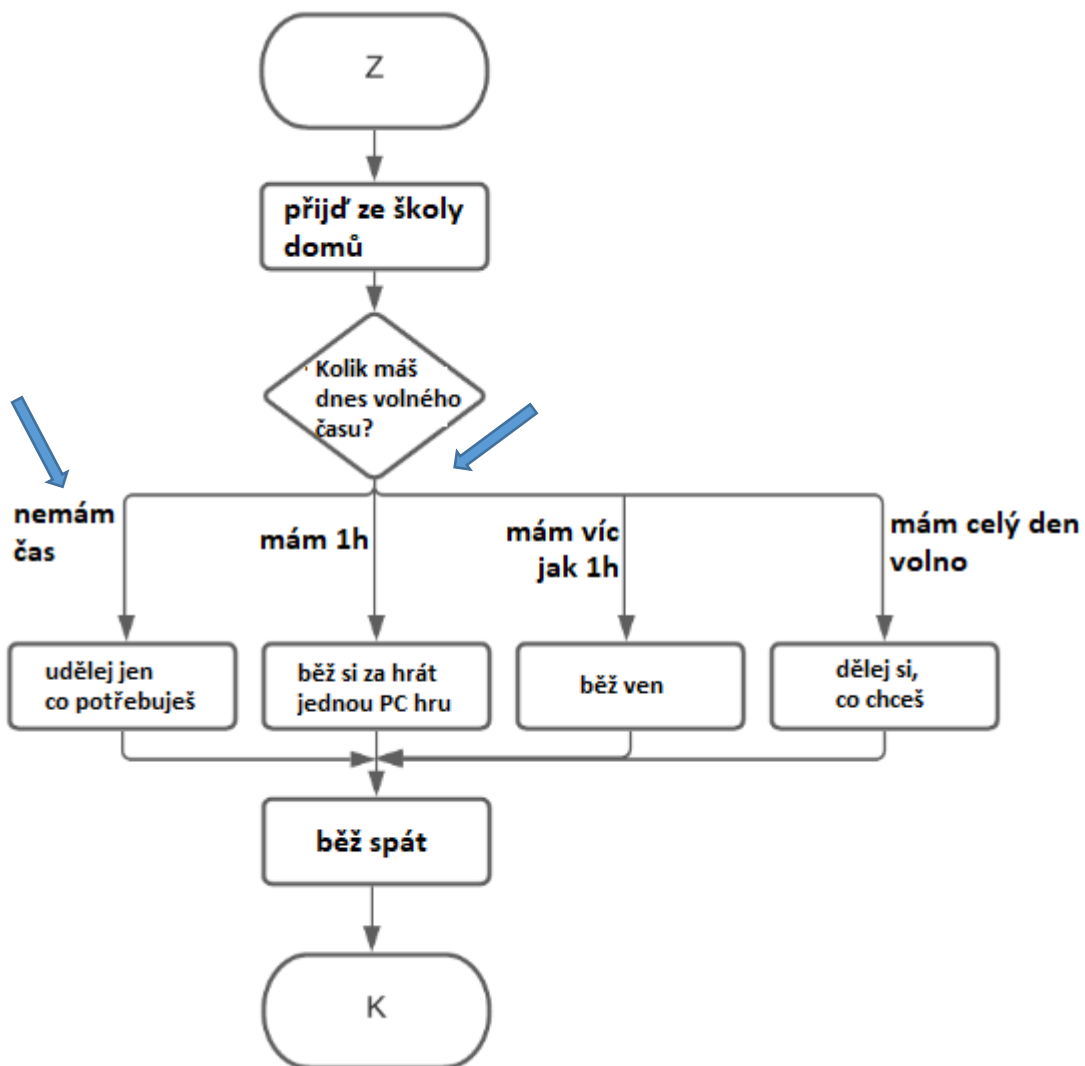 Z
přijď ze školy
domů
Kolik máš
dnes volného
času?
nemám
čas
mám 1h
mám víc
jak 1h
mám celý den
volno
udělej jen
co potřebuješ
běž si za hrát
jednou PC hru
běž ven
dělej si,
co chceš
běž spát
K